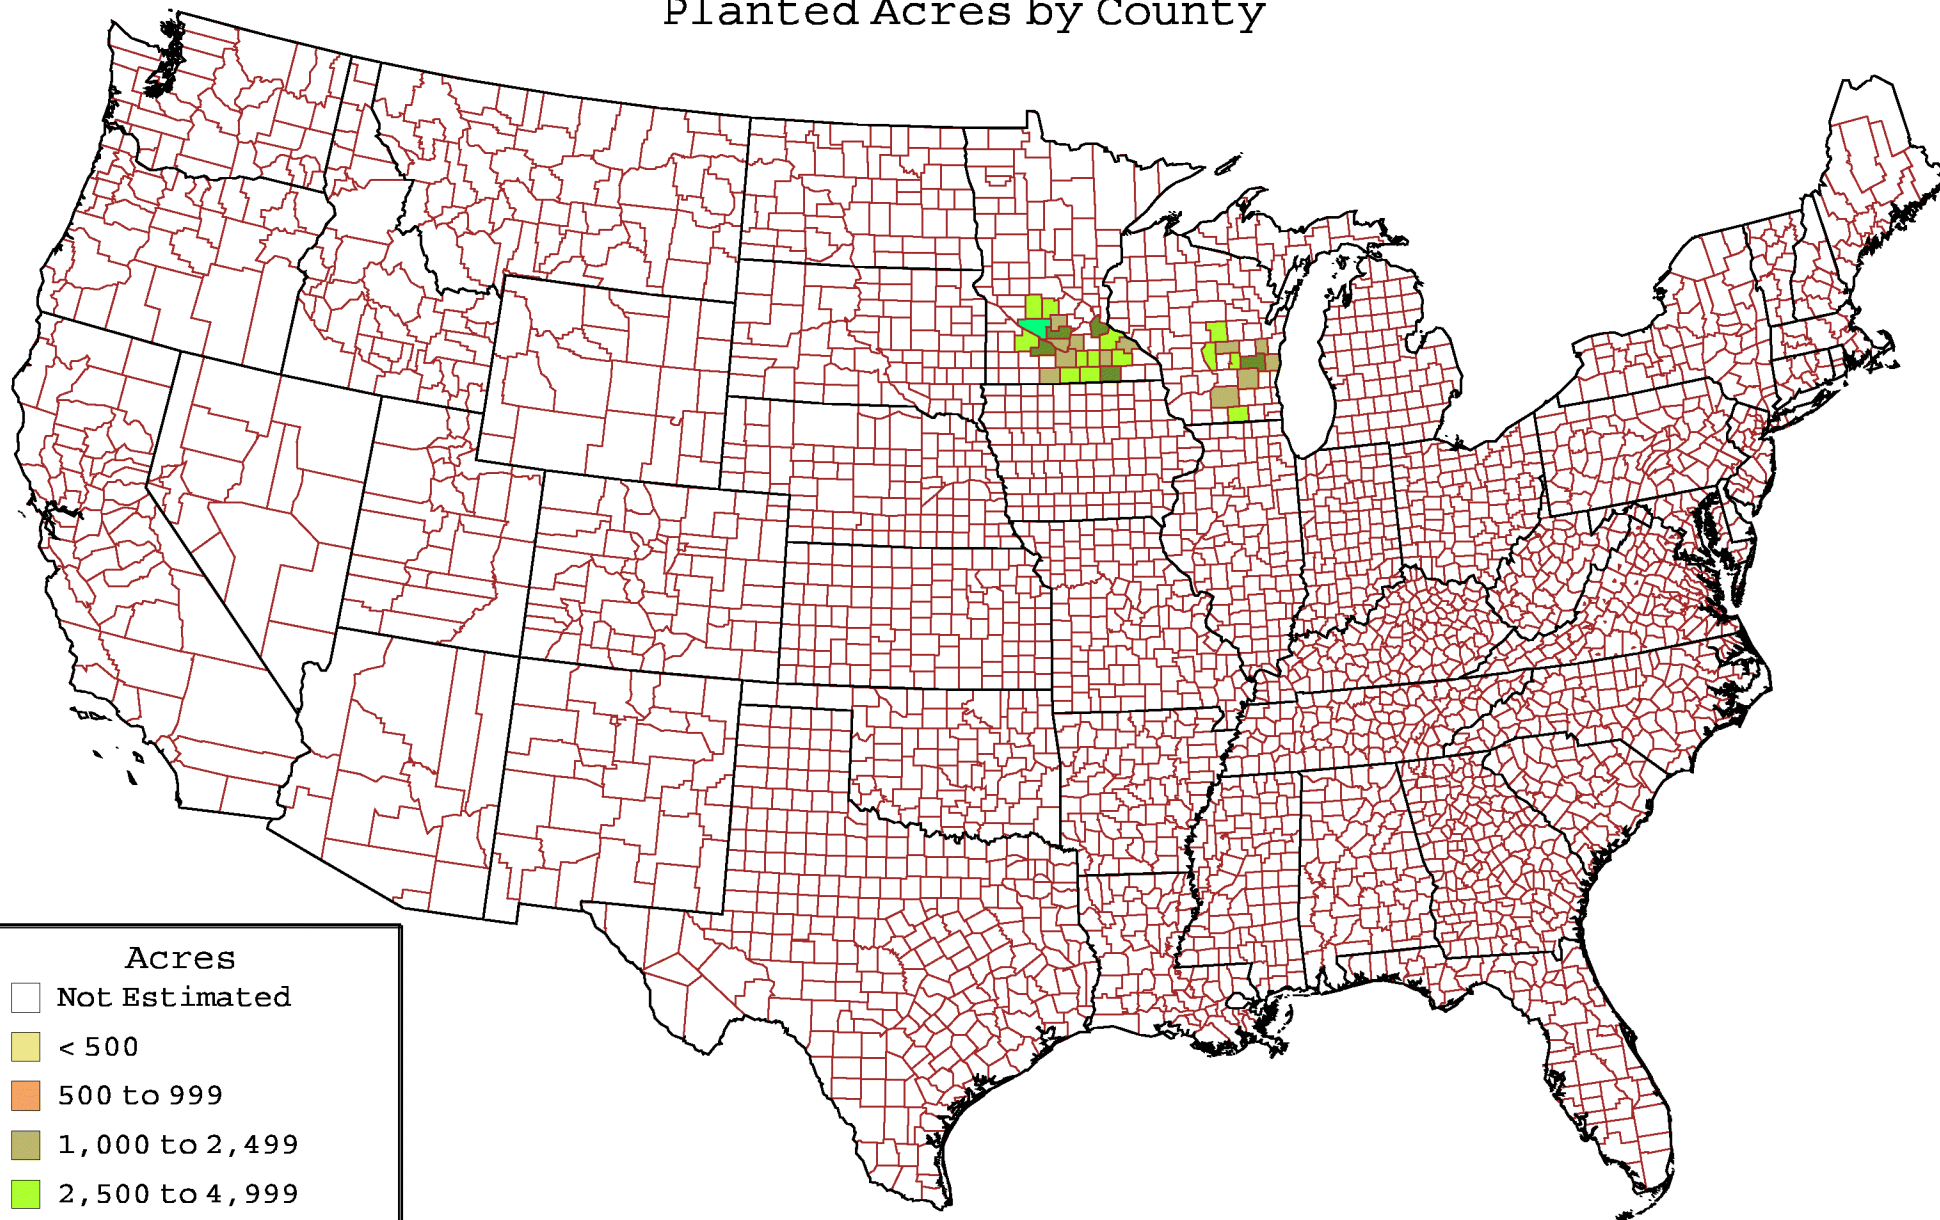 Planted Acres by County
Acres
Not Estimated
< 500
500 to 999
1,000 to 2,499
2,500 to 4,999